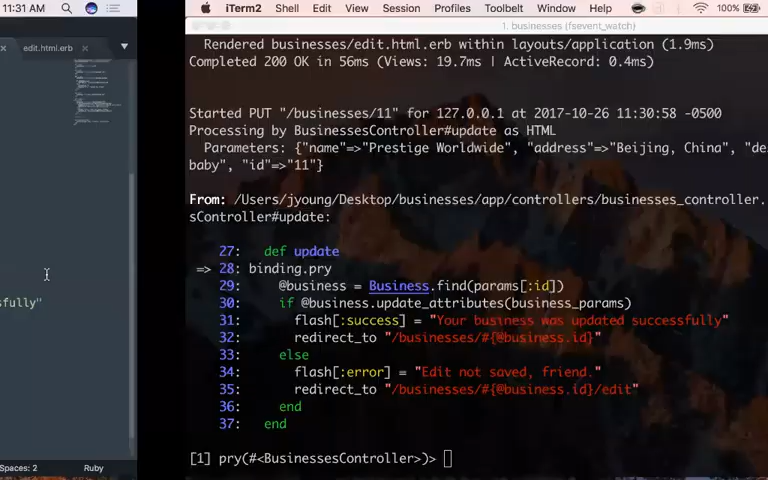 11:31 AM
iTerm2 Shell Edit View Session Profiles Toolbelt Window Help 100%
edit.html.erb
1. businesses (fsevent_watch)
Rendered businesses/edit.html.erb within layouts/application (1.9ms)
Completed 200 OK in 56ms (Views: 19.7ms | ActiveRecord: 0.4ms)
Started PUT "/businesses/11" for 127.0.0.1 at 2017-10-26 11:30:58 -0500
Processing by BusinessesController#update as HTML
Parameters: {"name"=>"Prestige Worldwide", "address"=>"Beijing, China", "de
baby", "id"=>"11"}
From: /Users/jyoung/Desktop/businesses/app/controllers/businesses_controller.
sController#update:
27: def update
=> 28: binding.pry
29: @business = Business.find(params[:id])
30: if @business.update_attributes(business_params)
31: flash[:success] = "Your business was updated successfully"
32: redirect_to "/businesses/#{@business.id}"
33: else
34: flash[:error] = "Edit not saved, friend."
35: redirect_to "/businesses/#{@business.id}/edit"
36: end
37: end
[1] pry(#<BusinessesController>)>
sfully"
Spaces: 2 Ruby